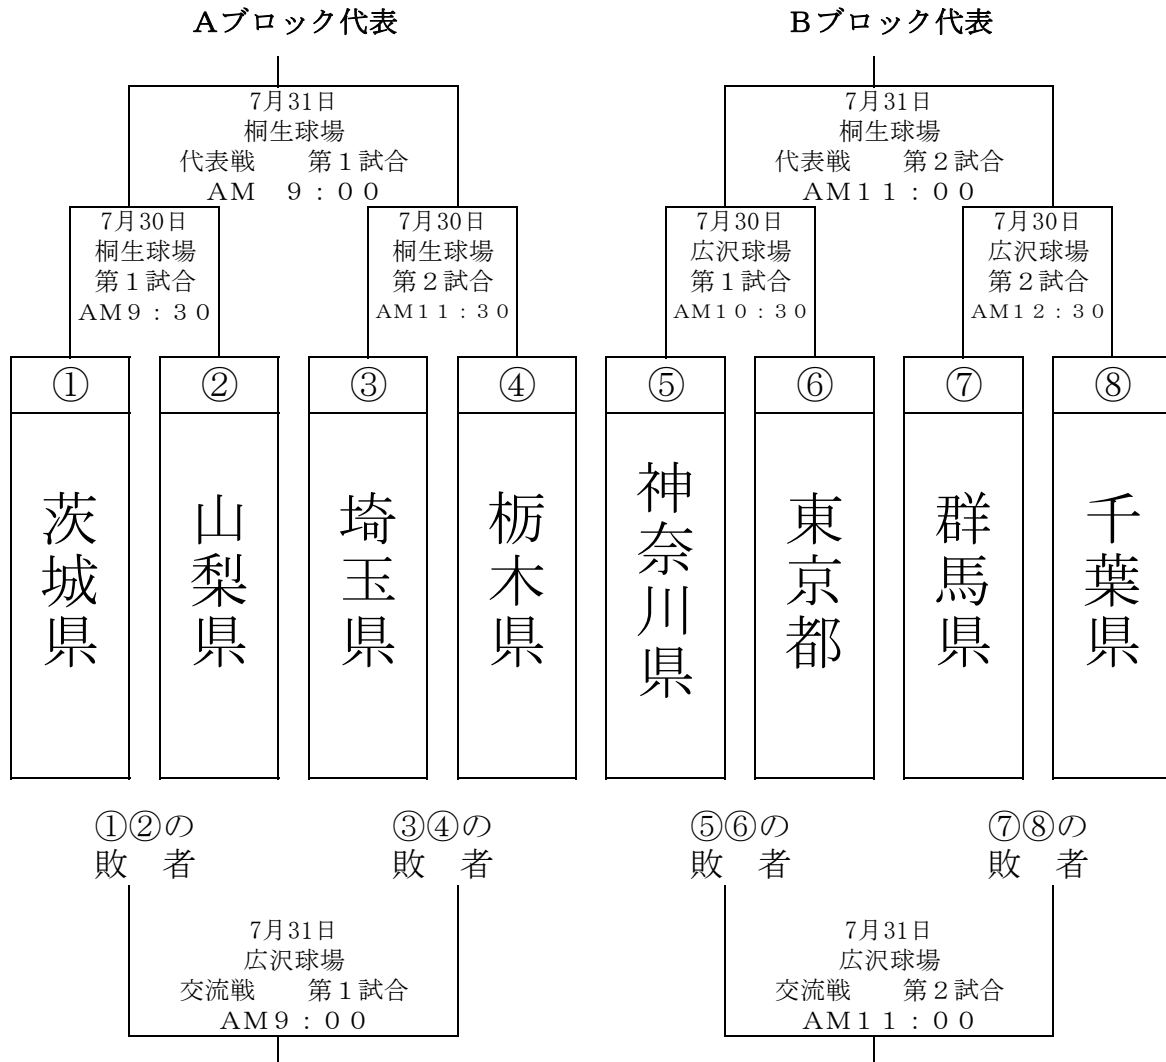 Aブロック代表
Bブロック代表
7月31日
桐生球場
代表戦　　第１試合
ＡＭ　９：００
7月31日
桐生球場
代表戦　　第２試合
ＡＭ１１：００
7月30日
桐生球場
第１試合
ＡＭ９：３０
7月30日
桐生球場
第２試合
ＡＭ１１：３０
7月30日
広沢球場
第１試合
ＡＭ１０：３０
7月30日
広沢球場
第２試合
ＡＭ１２：３０
①
茨城県
②
山梨県
③
埼玉県
④
栃木県
⑤
神奈川県
⑥
東京都
⑦
群馬県
⑧
千葉県
①②の
敗　者
③④の
敗　者
⑤⑥の
敗　者
⑦⑧の
敗　者
7月31日
広沢球場
交流戦　　第１試合
ＡＭ９：００
7月31日
広沢球場
交流戦　　第２試合
ＡＭ１１：００